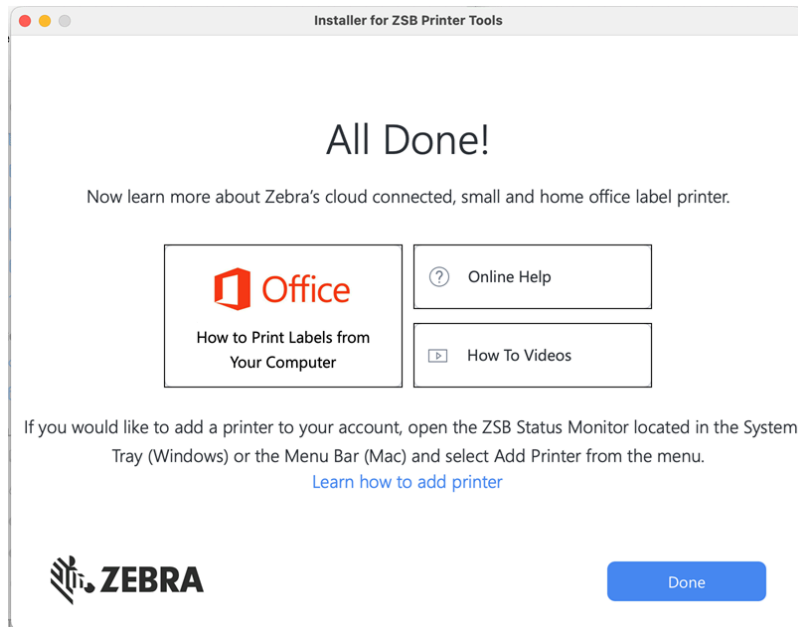 Installer for ZSB Printer Tools
All Done!
Now learn more about Zebra's cloud connected, small and home office label printer.
Office
How to Print Labels from
Your Computer
Online Help
How To Videos
If you would like to add a printer to your account, open the ZSB Status Monitor located in the System
Tray (Windows) or the Menu Bar (Mac) and select Add Printer from the menu.
Learn how to add printer
ZEBRA
Done